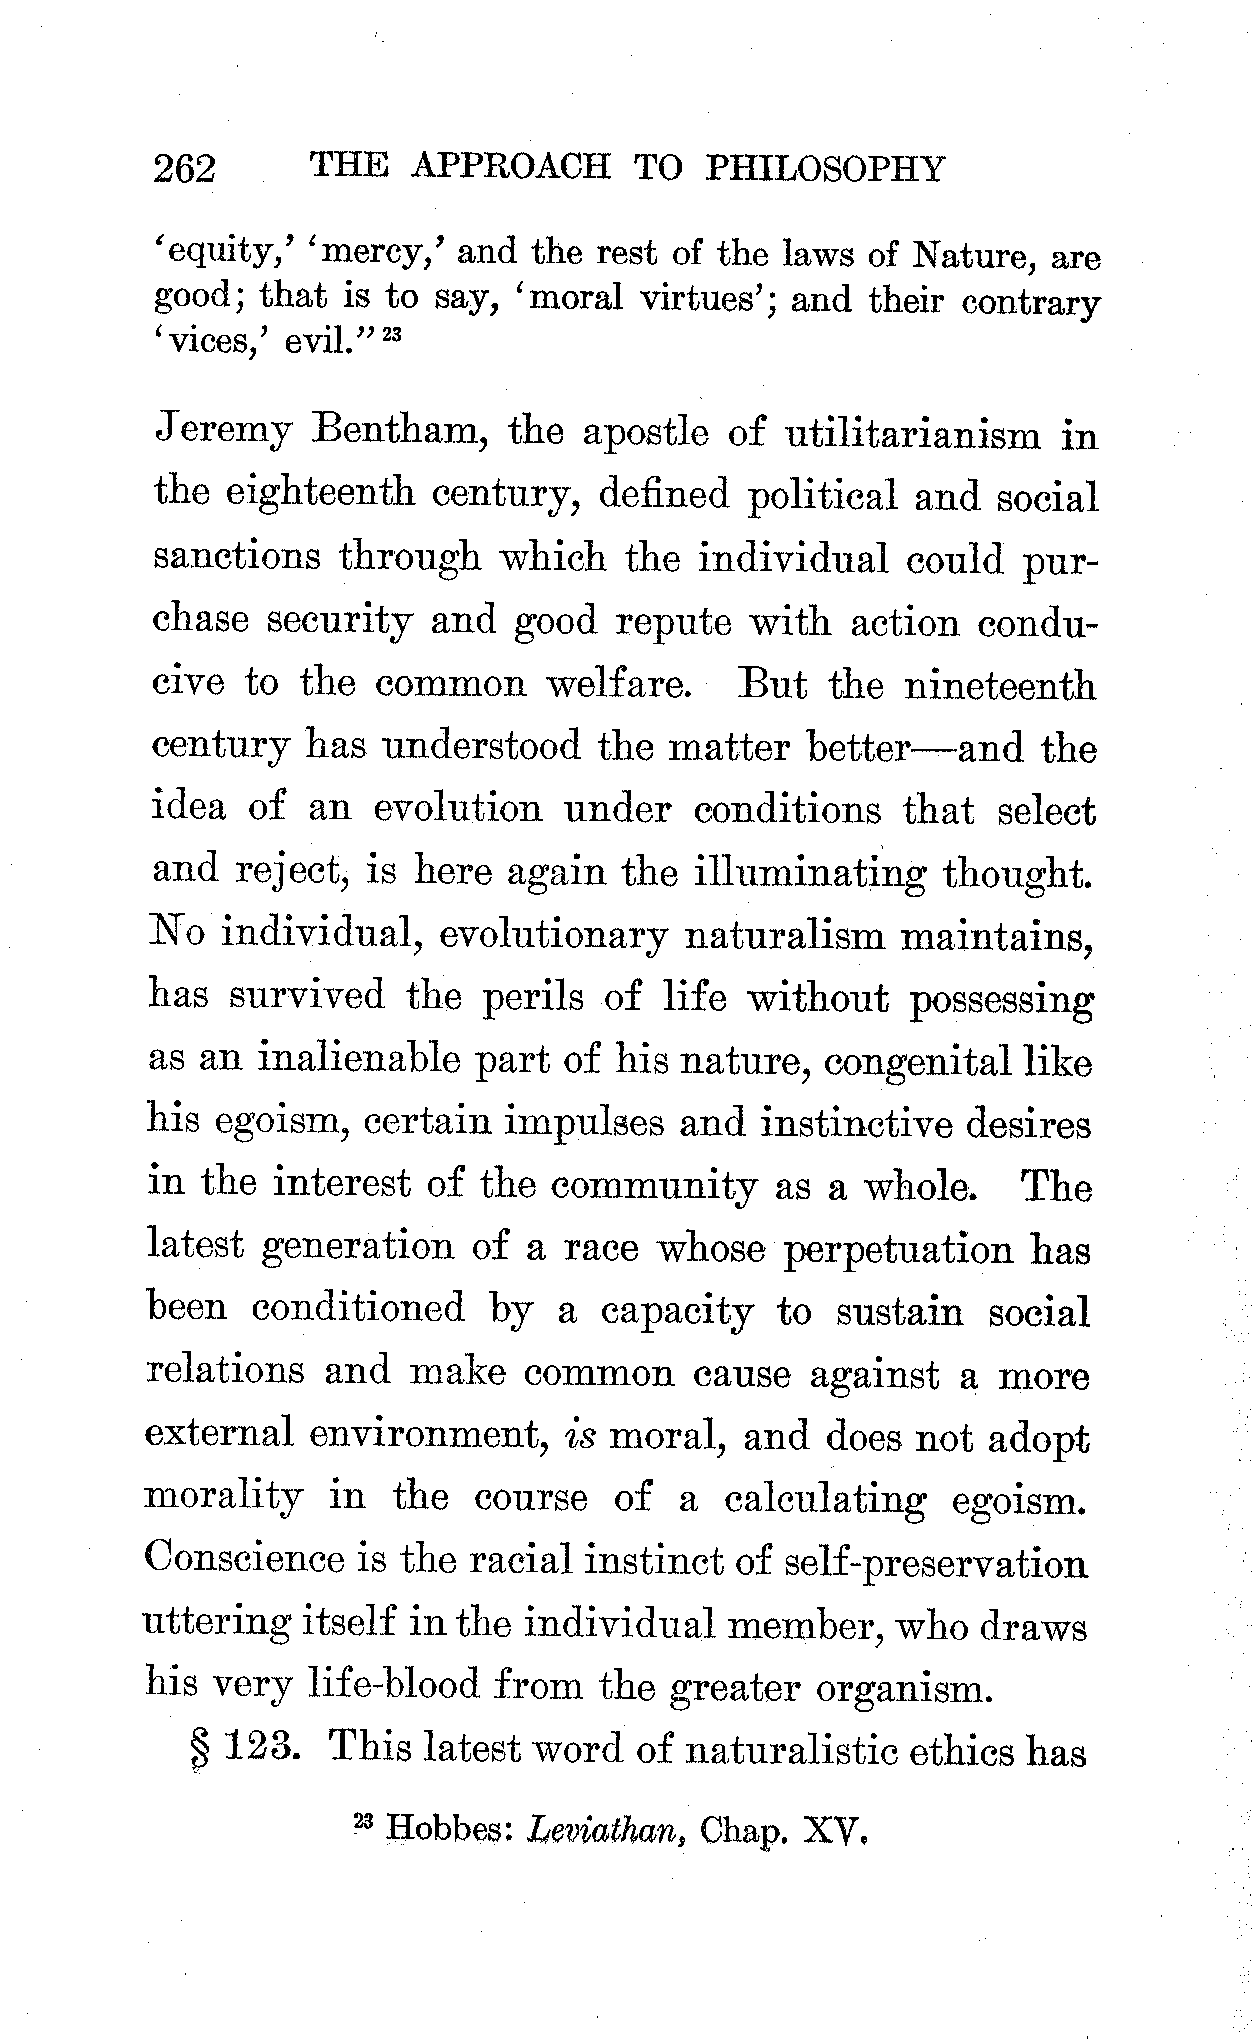 262 THE APPROACH TO PHILOSOPHY
‘equity,’ ‘mercy,’ and the rest of the laws of Nature, are
good; that is to say, ‘moral virtues’; and their contrary
‘vices,’ evil.” 23
Jeremy Bentham, the apostle of utilitarianism in
the eighteenth century, defined political and social
sanctions through which the individual could pur-
chase security and good repute with action condu-
cive to the common welfare. But the nineteenth
century has understood the matter better—and the
idea of an evolution under conditions that select
and reject, is here again the illuminating thought.
No individual, evolutionary naturalism maintains,
has survived the perils of life without possessing
as an inalienable part of his nature, congenital like
his egoism, certain impulses and instinctive desires
in the interest of the community as a whole. The
latest generation of a race whose perpetuation has
been conditioned by a capacity to sustain social
relations and make common cause against a more
external environment, is moral, and does not adopt
morality in the course of a calculating egoism.
Conscience is the racial instinct of self-preservation
uttering itself in the individual member, who draws
his very life-blood from the greater organism.
§ 123. This latest word of naturalistic ethics has
23 Hobbes: Leviathan, Chap. XV.